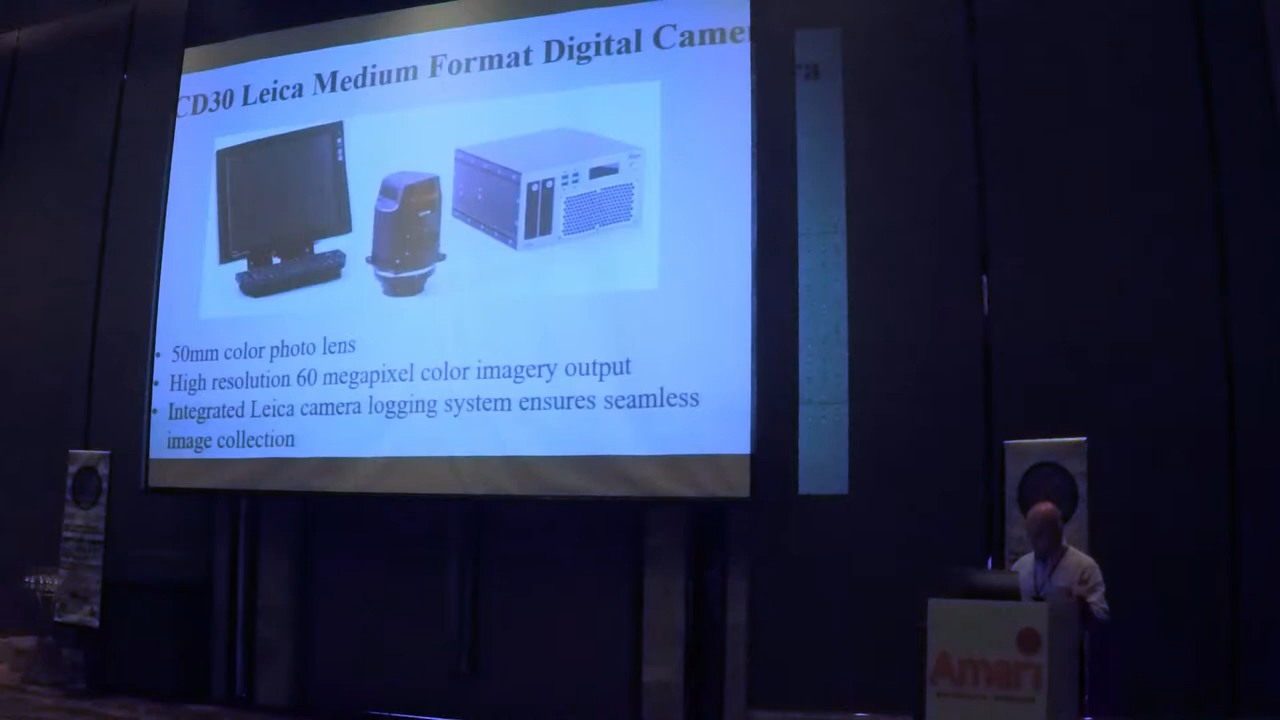 CD30 Leica Medium Format Digital Camera
• 50mm color photo lens
• High resolution 60 megapixel color imagery output
• Integrated Leica camera logging system ensures seamless
image collection
Amari